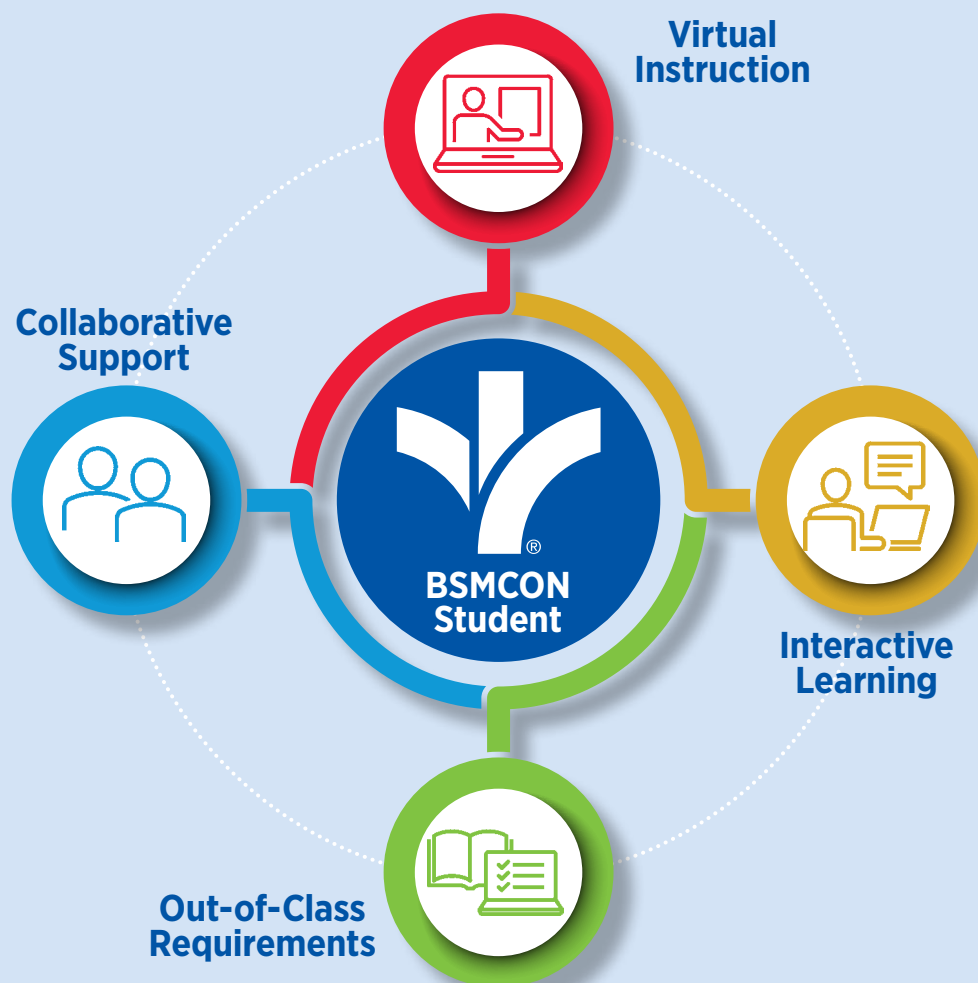 Virtual
Instruction
Collaborative
Support
®
BSMCON
Student
Interactive
Learning
Out-of-Class
Requirements